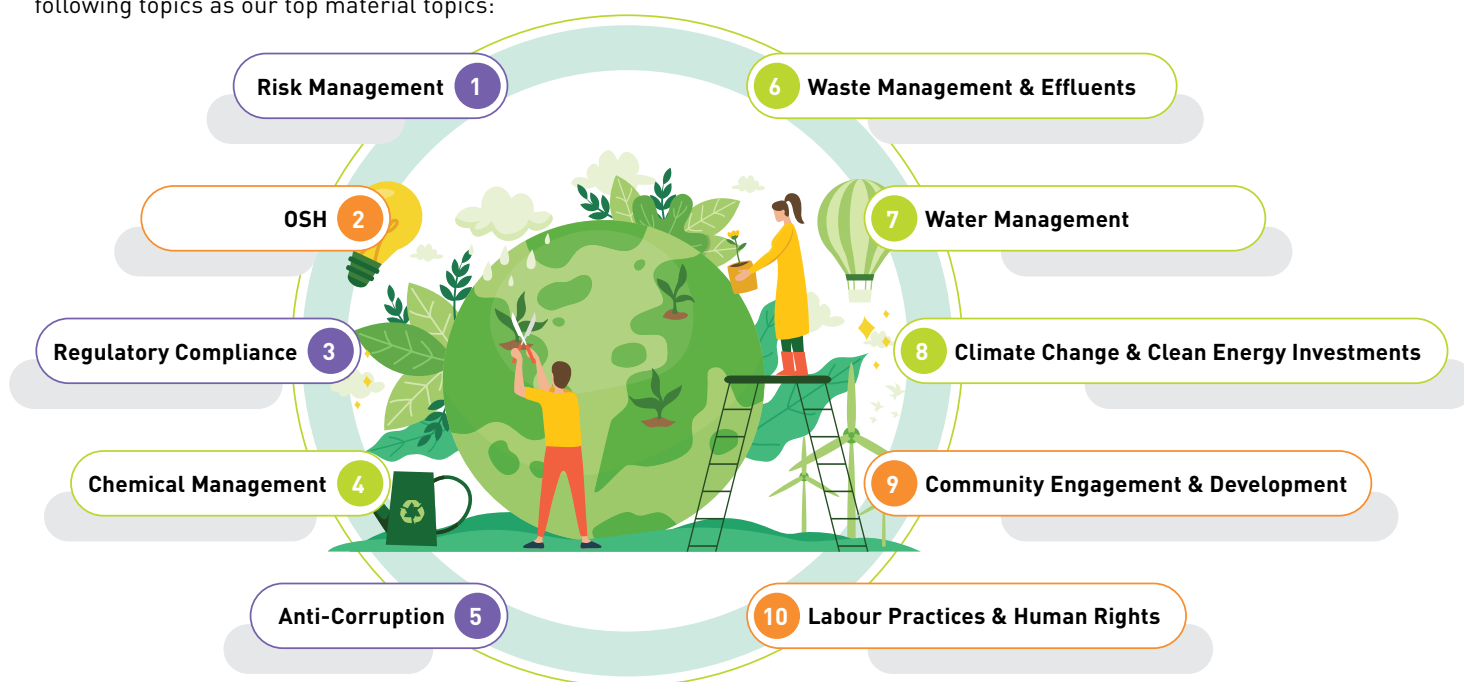 following topics as our top material topics:
Risk Management 1
OSH 2
Regulatory Compliance 3
Chemical Management 4
Anti-Corruption 5
6 Waste Management & Effluents
7 Water Management
8 Climate Change & Clean Energy Investments
9 Community Engagement & Development
10 Labour Practices & Human Rights